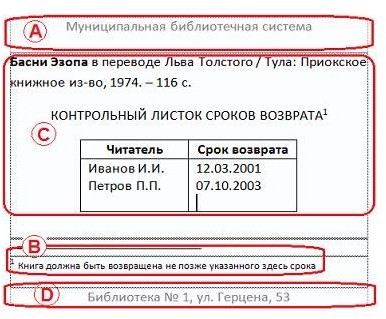 A
Муниципальная библиотечная система
Басни Эзопа в переводе Льва Толстого / Тула: Приокское
книжное из-во, 1974. – 116 с.
КОНТРОЛЬНЫЙ ЛИСТОК СРОКОВ ВОЗВРАТА1
C
Читатель Срок возврата
Иванов И.И. 12.03.2001
Петров П.П. 07.10.2003
B
1 Книга должна быть возвращена не позже указанного здесь срока
D
Библиотека № 1, ул. Герцена, 53